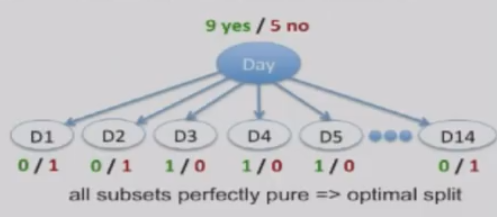 9 yes / 5 no
Day
D1 D2 D3 D4 D5 D14
0 / 1 0 / 1 1 / 0 1 / 0 1 / 0 0 / 1
all subsets perfectly pure => optimal split